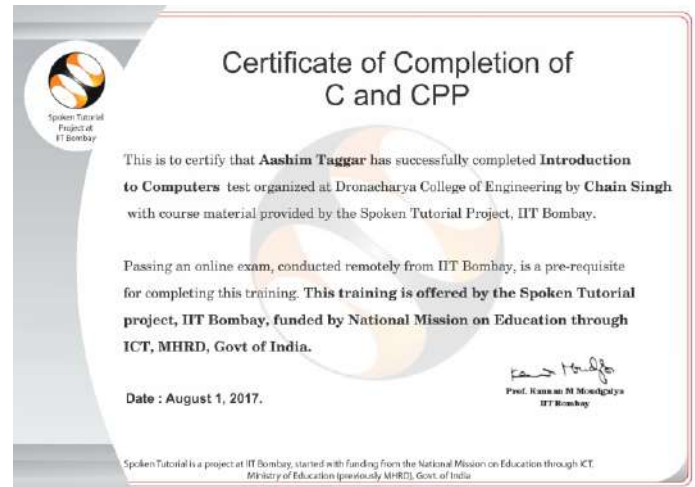 Certificate of Completion of
C and CPP
Spoken Tutorial
Project at
IIT Bombay
This is to certify that Aashim Taggar has successfully completed Introduction
to Computers test organized at Dronacharya College of Engineering by Chain Singh
with course material provided by the Spoken Tutorial Project, IIT Bombay.
Passing an online exam, conducted remotely from IIT Bombay, is a pre-requisite
for completing this training. This training is offered by the Spoken Tutorial
project, IIT Bombay, funded by National Mission on Education through
ICT, MHRD, Govt of India.
Date : August 1, 2017.
Prof. Kannan M Moudgalya
IIT Bombay
Spoken Tutorial is a project at IIT Bombay, started with funding from the National Mission on Education through ICT,
Ministry of Education (previously MHRD), Govt. of India